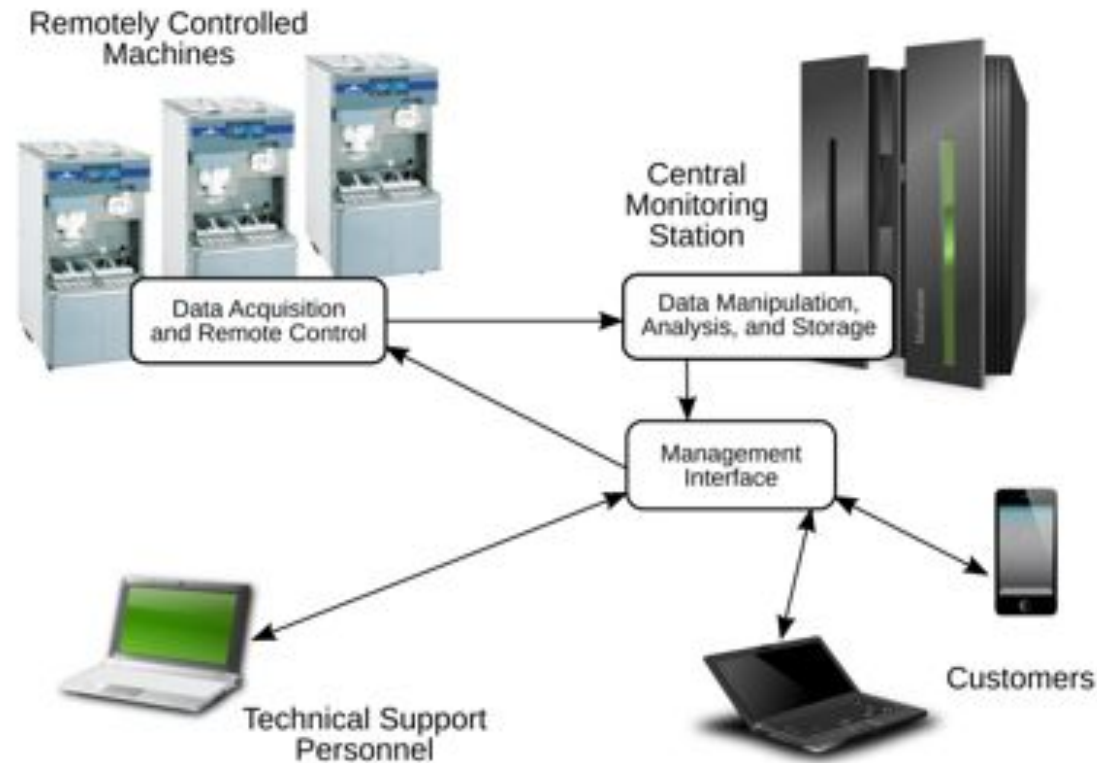 Remotely Controlled
Machines
Central
Monitoring
Station
Data Acquisition
and Remote Control
Data Manipulation,
Analysis, and Storage
Management
Interface
Customers
Technical Support
Personnel